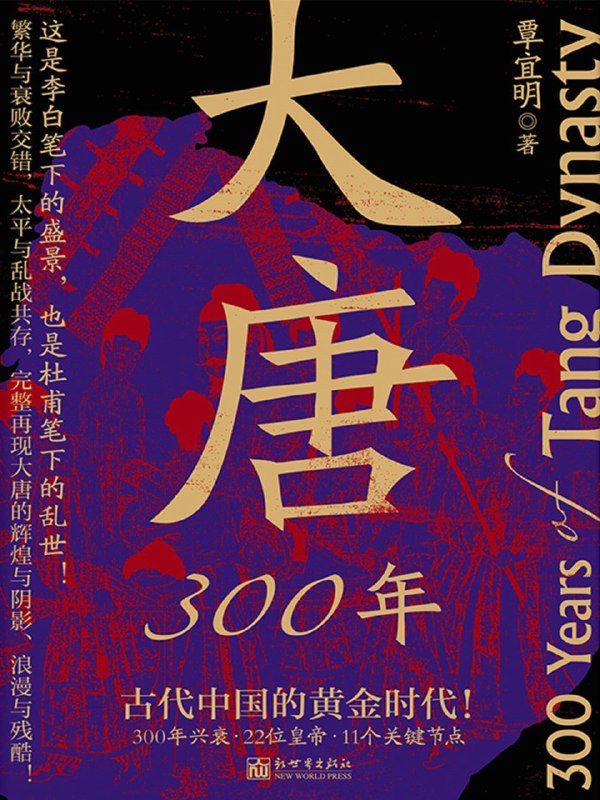 这是李白笔下的盛景，也是杜甫笔下的乱世！
繁华与衰败交错，太平与乱战共存，完整再现大唐的辉煌与阴影、浪漫与残酷！
大唐
300年
覃宜明◎著
300 Years of Tang Dynasty
古代中国的黄金时代！
300年兴衰·22位皇帝·11个关键节点
新世界出版社
NEW WORLD PRESS